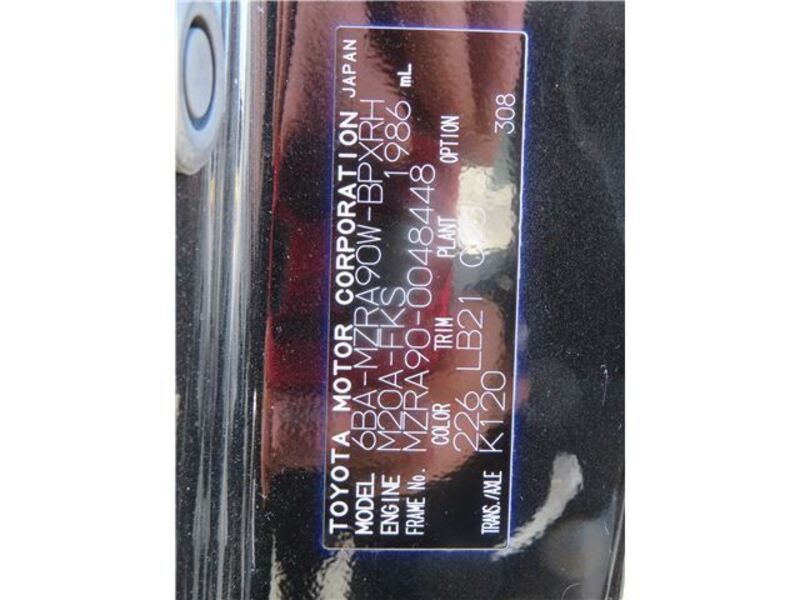 TOYOTA MOTOR CORPORATION JAPAN
MODEL 6BA-MZRA90W-BPXRH
ENGINE M20A-FKS 1986 mL
FRAME No. MZRA90-0048448
COLOR TRIM PLANT OPTION
226 LB21
TRANS./AXLE K120 308